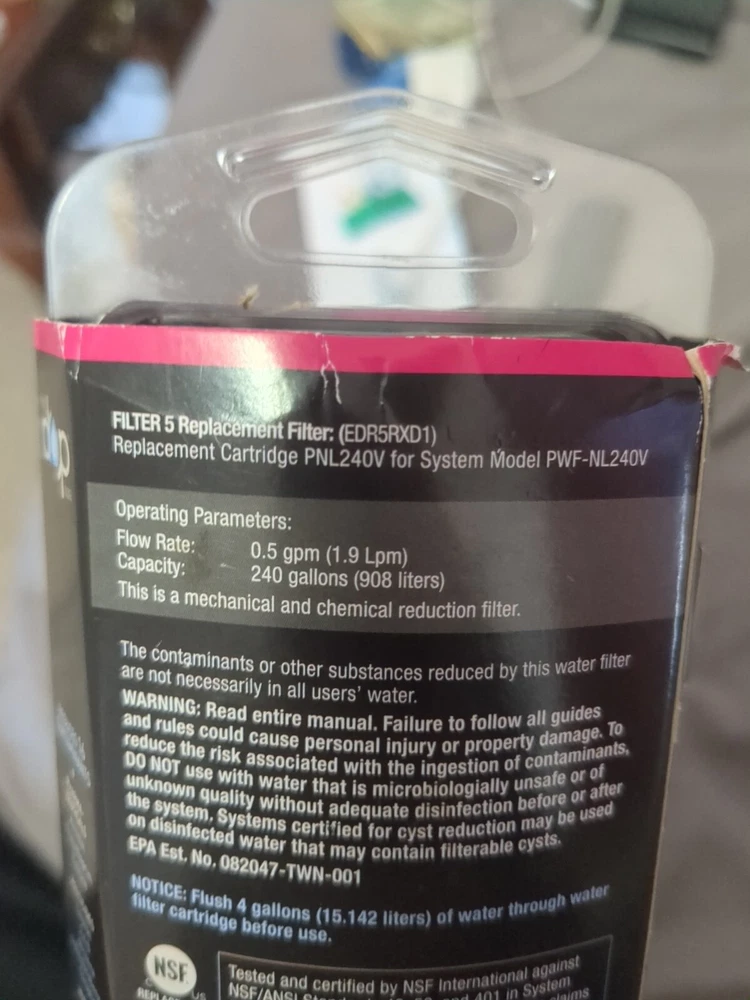 FILTER 5 Replacement Filter: (EDR5RXD1)
Replacement Cartridge PNL240V for System Model PWF-NL240V
Operating Parameters:
Flow Rate: 0.5 gpm (1.9 Lpm)
Capacity: 240 gallons (908 liters)
This is a mechanical and chemical reduction filter.
The contaminants or other substances reduced by this water filter
are not necessarily in all users' water.
WARNING: Read entire manual. Failure to follow all guides
and rules could cause personal injury or property damage. To
reduce the risk associated with the ingestion of contaminants,
DO NOT use with water that is microbiologially unsafe or of
unknown quality without adequate disinfection before or after
the system. Systems certified for cyst reduction may be used
on disinfected water that may contain filterable cysts.
EPA Est. No. 082047-TWN-001
NOTICE: Flush 4 gallons (15.142 liters) of water through water
filter cartridge before use.
NSF
Tested and certified by NSF International against
NSF/ANSI and 401 in System